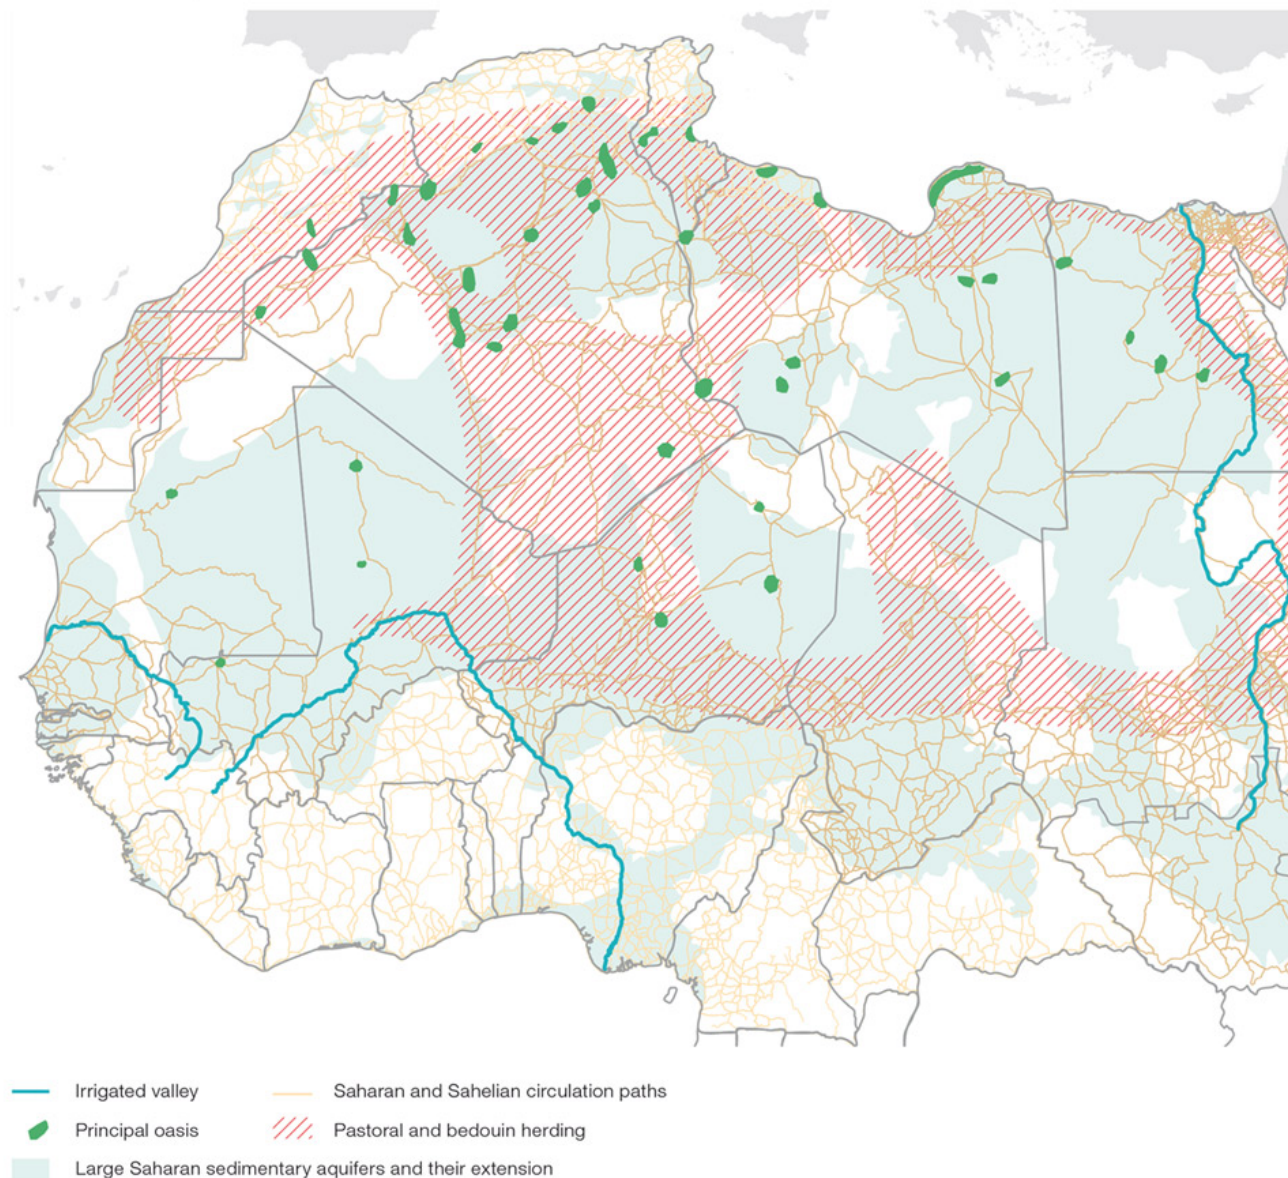 Irrigated valley
Saharan and Sahelian circulation paths
Principal oasis
Pastoral and bedouin herding
Large Saharan sedimentary aquifers and their extension